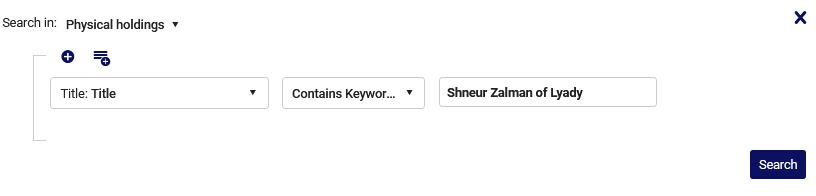 Search in: Physical holdings
Title: Title Contains Keywor... Shneur Zalman of Lyady
Search